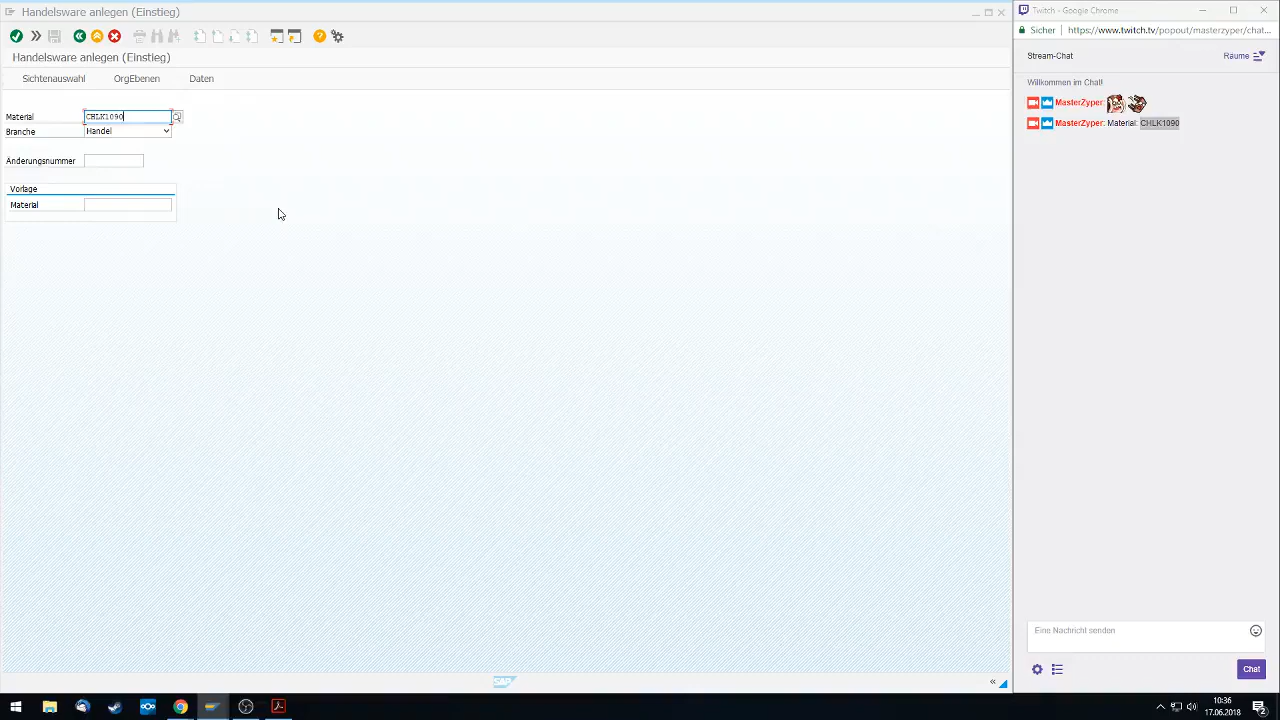 Handelsware anlegen (Einstieg)
Handelsware anlegen (Einstieg)
Sichtenauswahl OrgEbenen Daten
Material CHLK1090
Branche Handel
Änderungsnummer
Vorlage
Material
SAP
Twitch - Google Chrome
Sicher https://www.twitch.tv/popout/masterzyper/chat...
Stream-Chat Räume
Willkommen im Chat!
MasterZyper:
MasterZyper: Material: CHLK1090
Eine Nachricht senden
Chat
10:36
17.06.2018